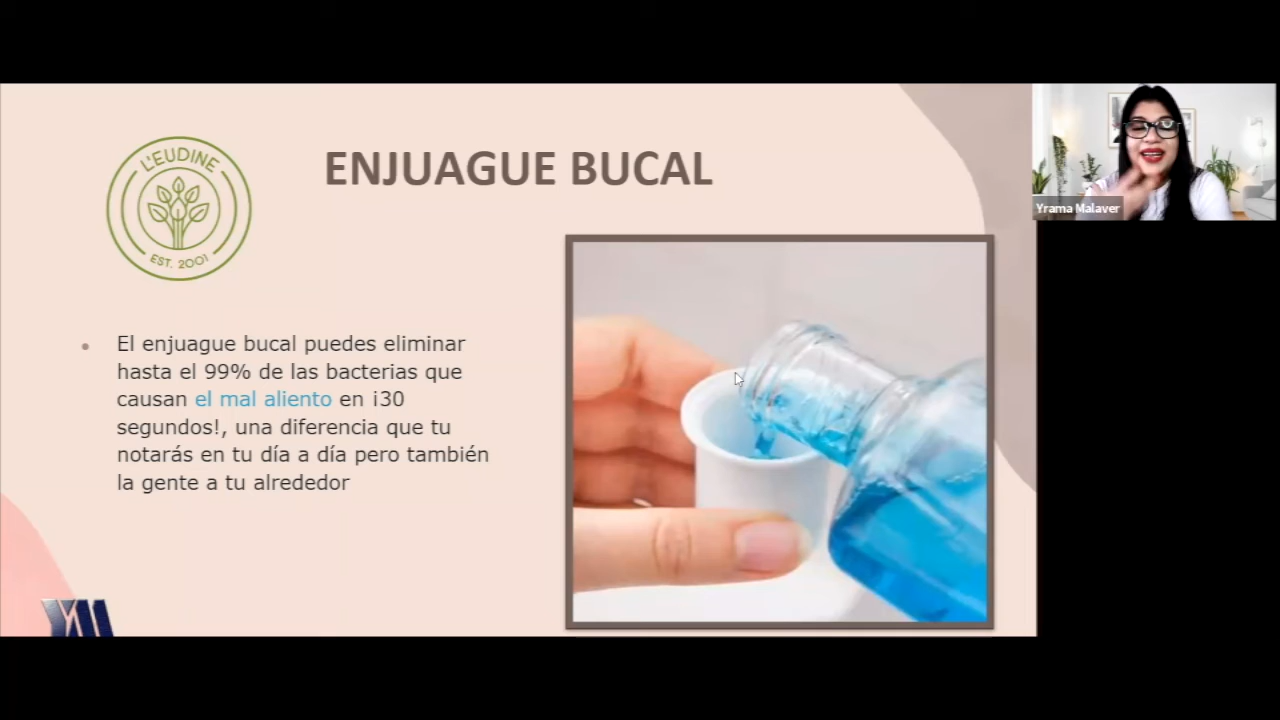 L'EUDINE
EST. 2001
ENJUAGUE BUCAL
Yrama Malaver
El enjuague bucal puedes eliminar
hasta el 99% de las bacterias que
causan el mal aliento en ¡30
segundos!, una diferencia que tu
notarás en tu día a día pero también
la gente a tu alrededor
YM